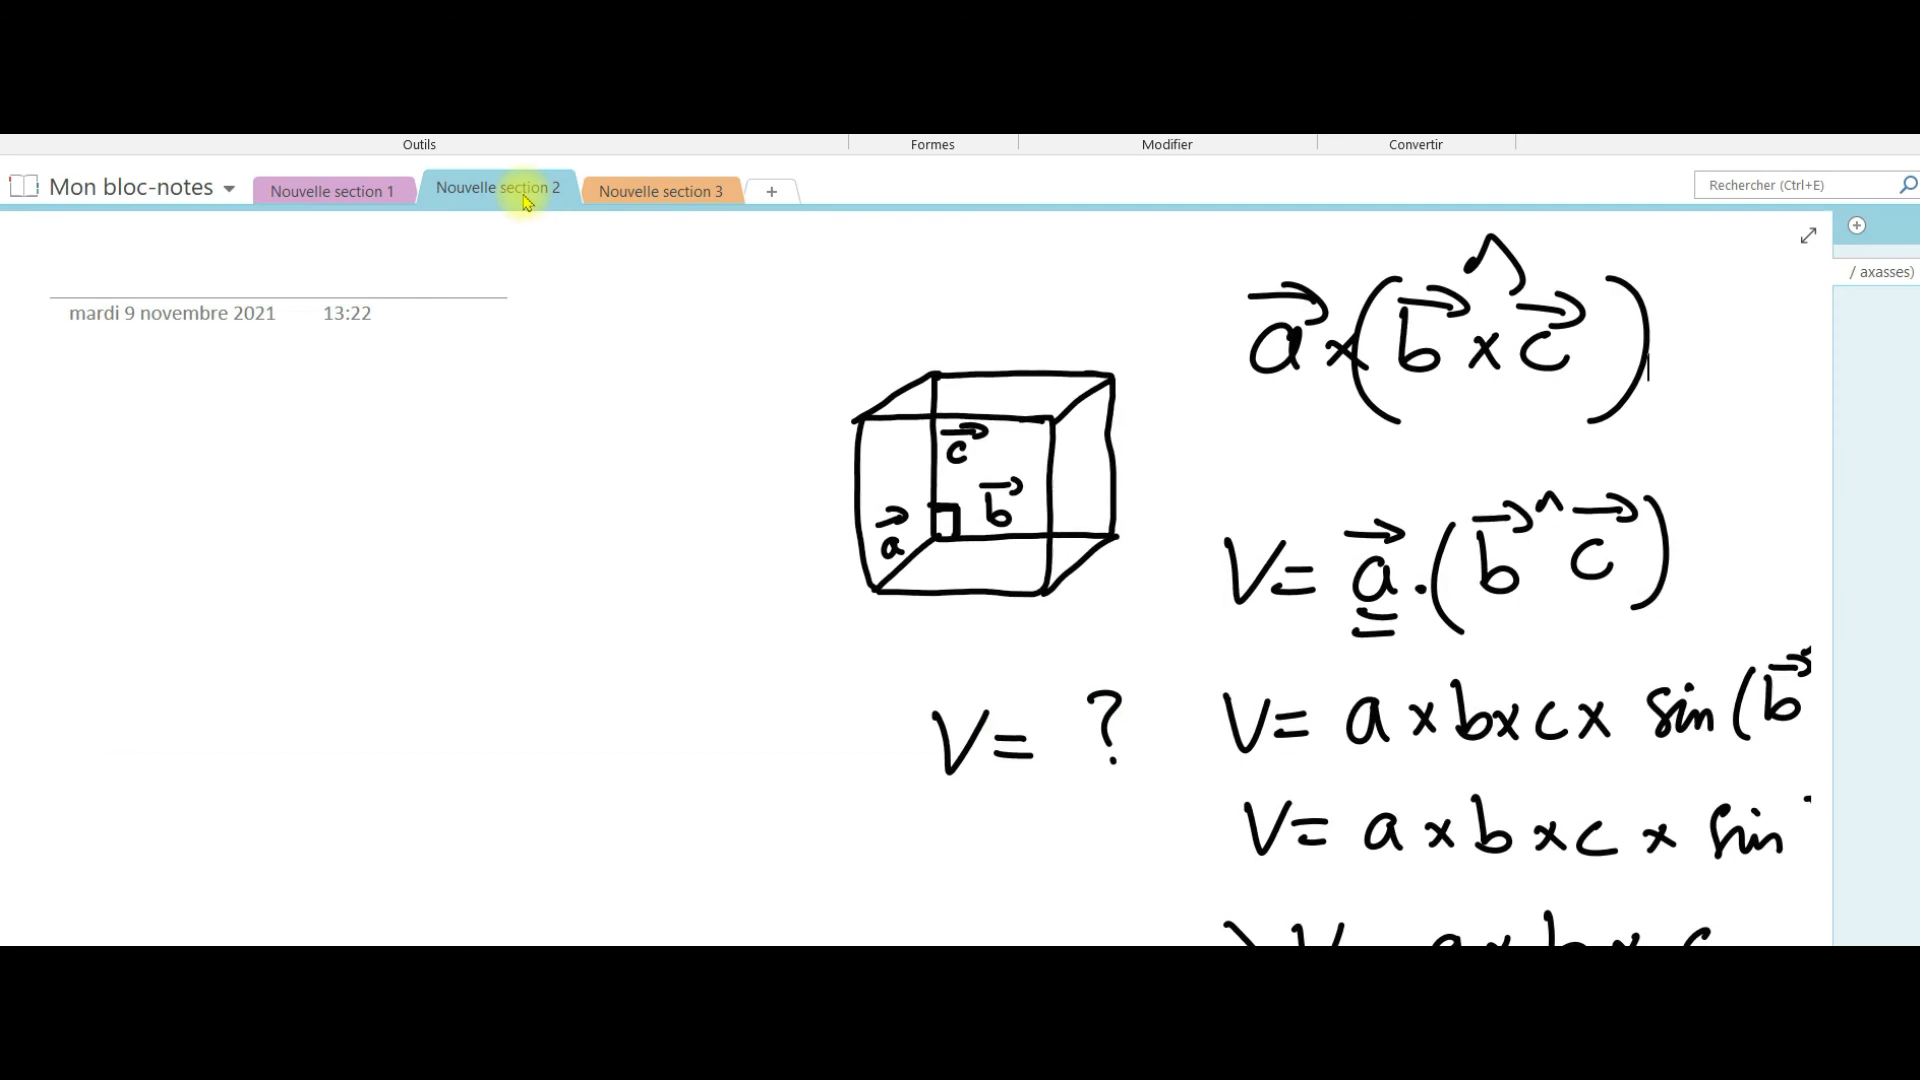 Outils Formes Modifier Convertir
Mon bloc-notes Nouvelle section 1 Nouvelle section 2 Nouvelle section 3 + Rechercher (Ctrl+E)
/ axasses)
mardi 9 novembre 2021 13:22
a⃗ × (b⃗ × c⃗) ^
c⃗
b⃗
a⃗
V = a⃗ . (b⃗ ^ c⃗)
V = ?
V = a × b × c × sin (b⃗
V = a × b × c × sin